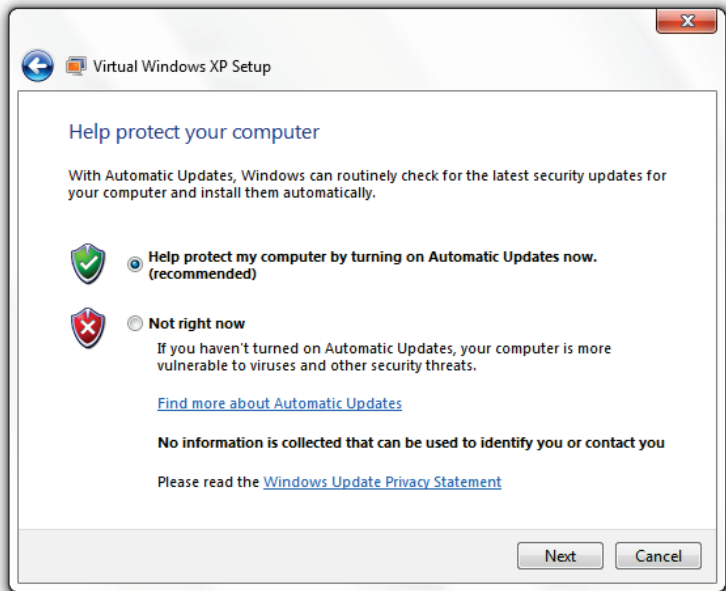 Virtual Windows XP Setup
Help protect your computer
With Automatic Updates, Windows can routinely check for the latest security updates for
your computer and install them automatically.
Help protect my computer by turning on Automatic Updates now.
(recommended)
Not right now
If you haven't turned on Automatic Updates, your computer is more
vulnerable to viruses and other security threats.
Find more about Automatic Updates
No information is collected that can be used to identify you or contact you
Please read the Windows Update Privacy Statement
Next Cancel